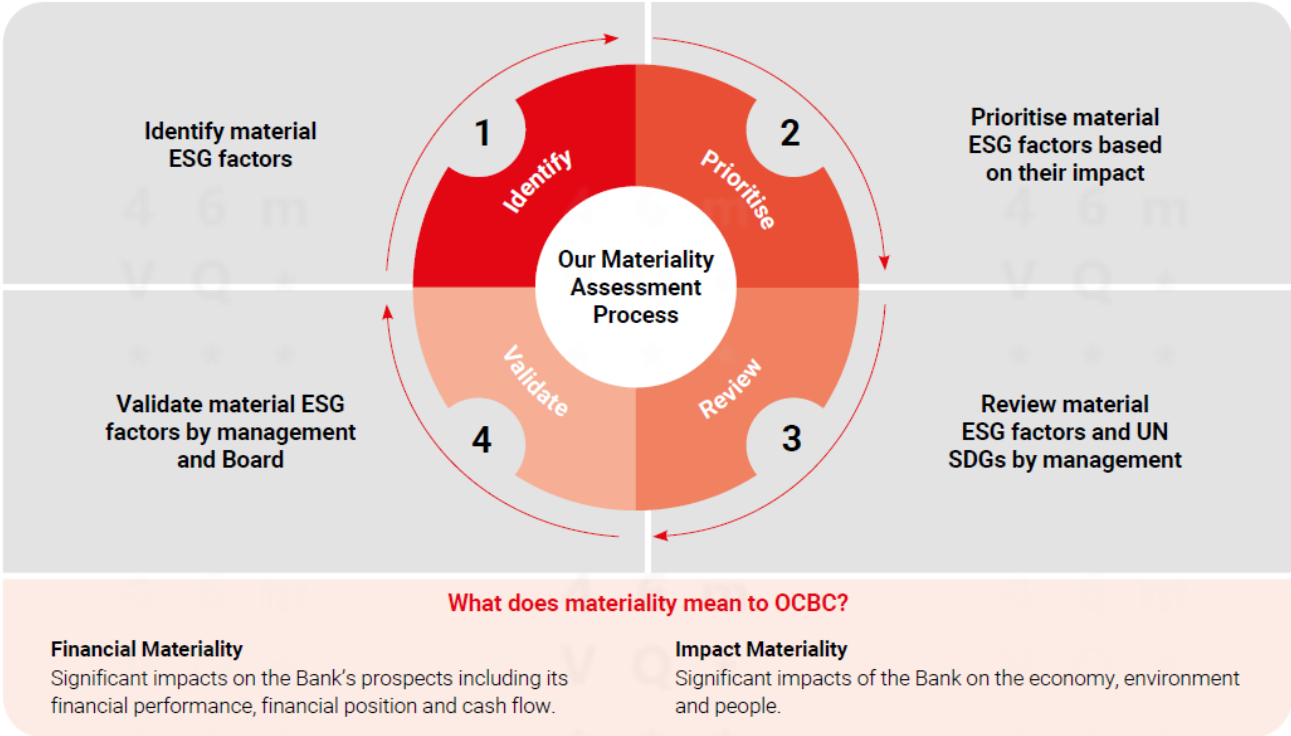 Identify material
ESG factors
1
Identify
2
Prioritise
Prioritise material
ESG factors based
on their impact
Our Materiality
Assessment
Process
Validate material ESG
factors by management
and Board
4
Validate
3
Review
Review material
ESG factors and UN
SDGs by management
What does materiality mean to OCBC?
Financial Materiality
Significant impacts on the Bank's prospects including its
financial performance, financial position and cash flow.
Impact Materiality
Significant impacts of the Bank on the economy, environment
and people.
4 6 m
V Q +
* * *
4 6 m
V Q +
* * *